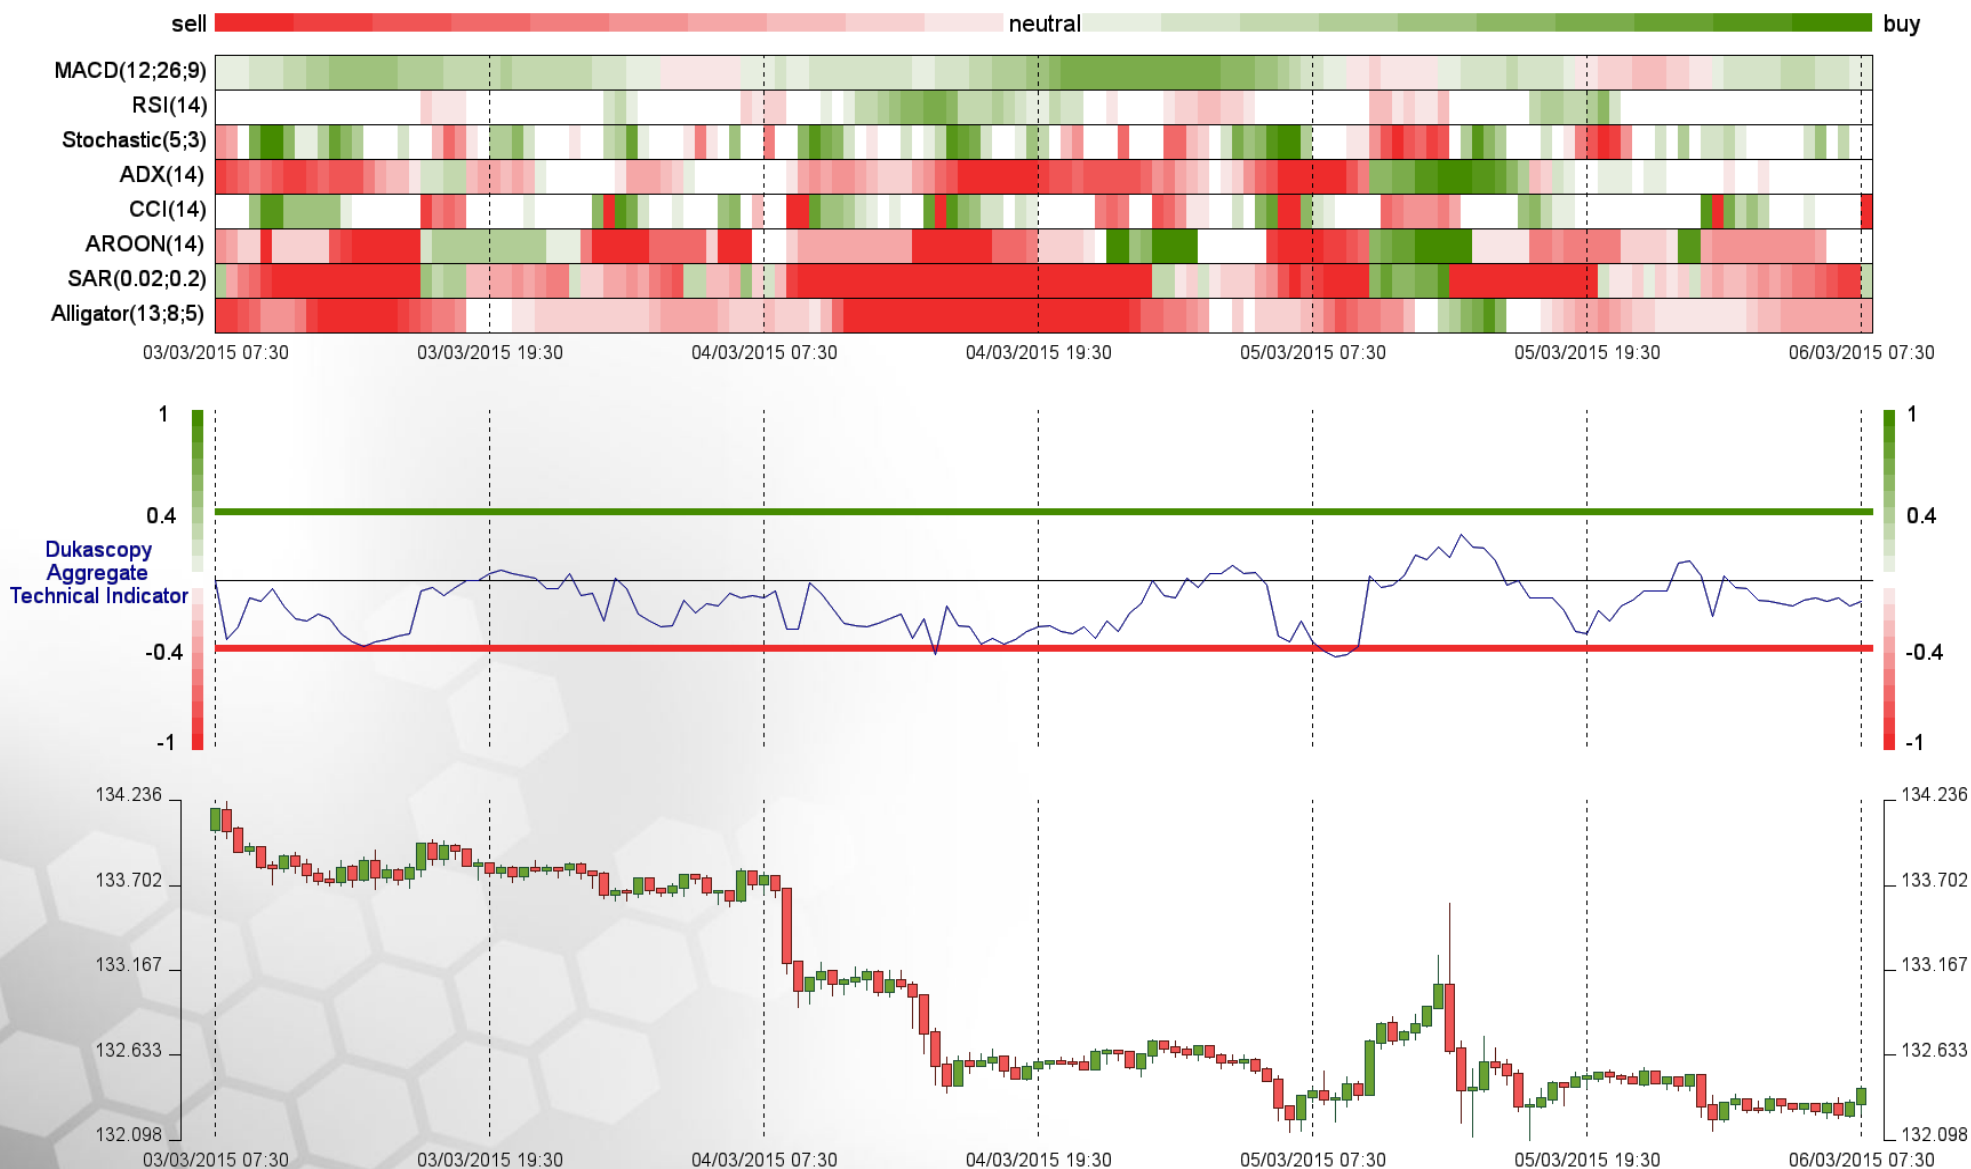 sell neutral buy
MACD(12;26;9)
RSI(14)
Stochastic(5;3)
ADX(14)
CCI(14)
AROON(14)
SAR(0.02;0.2)
Alligator(13;8;5)
03/03/2015 07:30 03/03/2015 19:30 04/03/2015 07:30 04/03/2015 19:30 05/03/2015 07:30 05/03/2015 19:30 06/03/2015 07:30
1 1
0.4 0.4
Dukascopy
Aggregate
Technical Indicator
-0.4 -0.4
-1 -1
134.236 134.236
133.702 133.702
133.167 133.167
132.633 132.633
132.098 132.098
03/03/2015 07:30 03/03/2015 19:30 04/03/2015 07:30 04/03/2015 19:30 05/03/2015 07:30 05/03/2015 19:30 06/03/2015 07:30